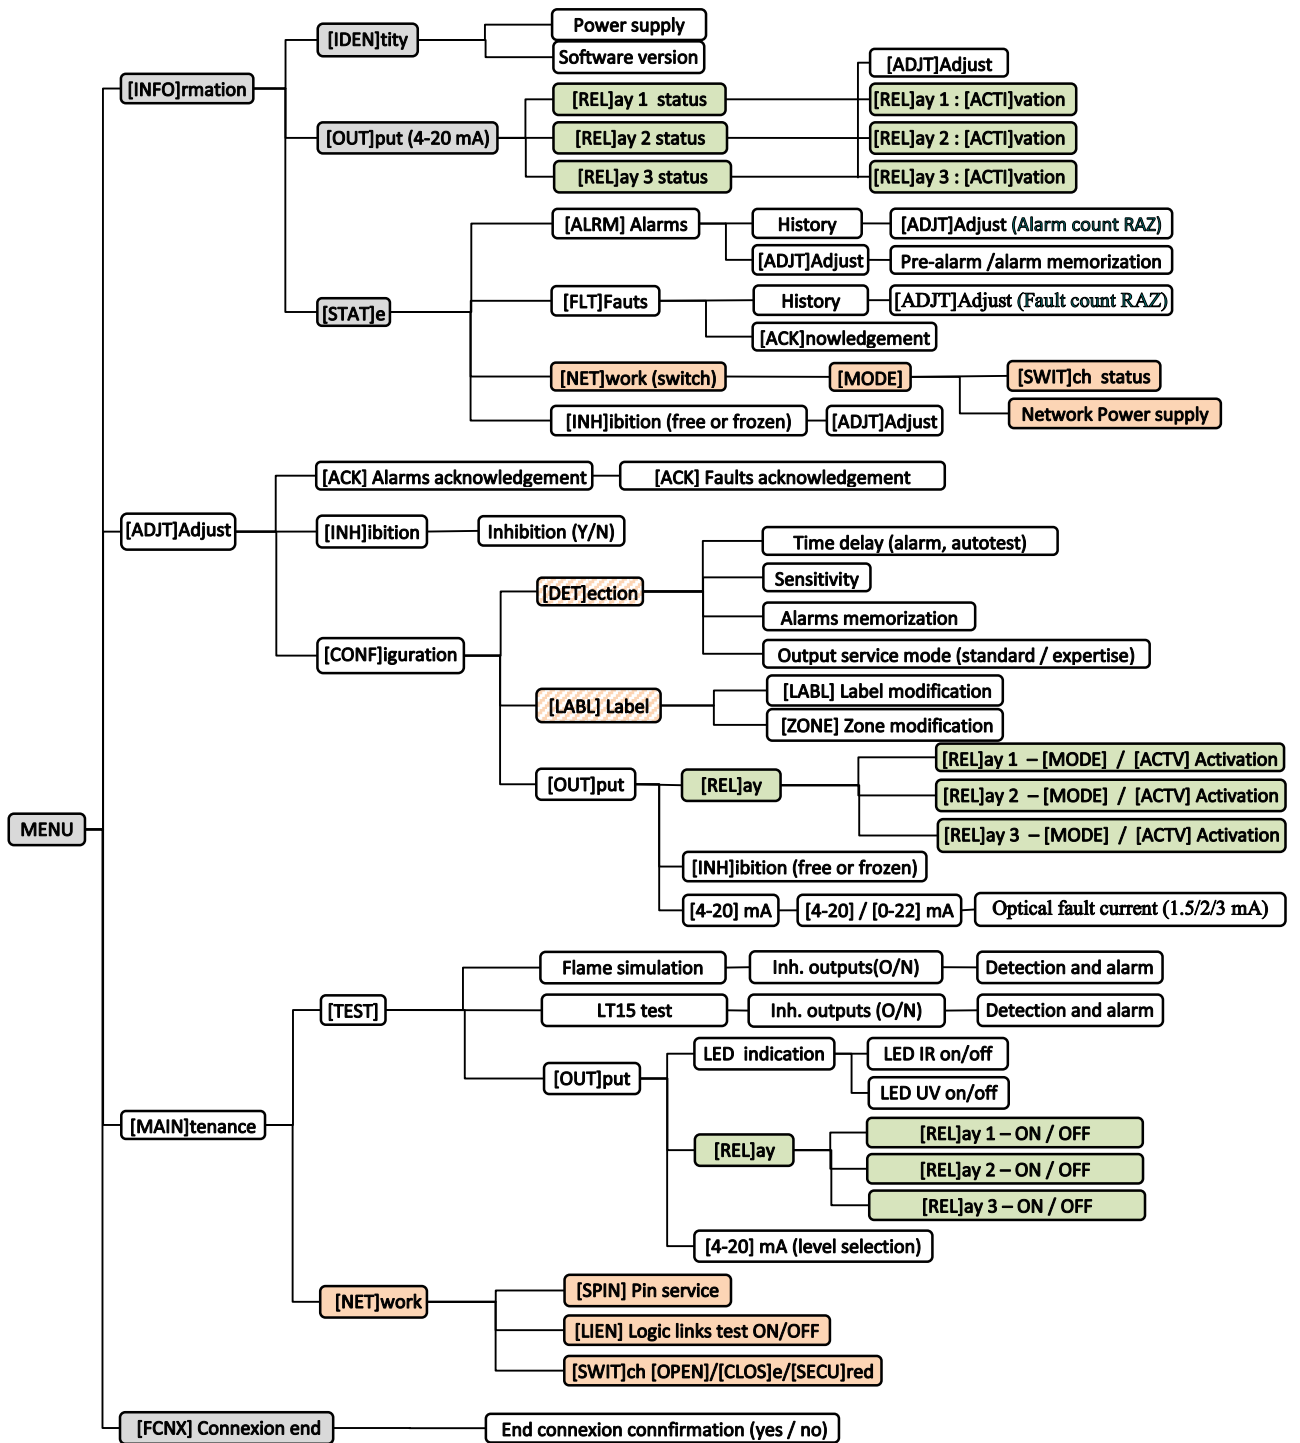 [IDEN]tity
Power supply
Software version
[INFO]rmation
[ADJT]Adjust
[OUT]put (4-20 mA)
[REL]ay 1  status
[REL]ay 1 : [ACTI]vation
[REL]ay 2 status
[REL]ay 2 : [ACTI]vation
[REL]ay 3 status
[REL]ay 3 : [ACTI]vation
[STAT]e
[ALRM] Alarms
History
[ADJT]Adjust (Alarm count RAZ)
[ADJT]Adjust
Pre-alarm /alarm memorization
[FLT]Fauts
History
[ADJT]Adjust (Fault count RAZ)
[ACK]nowledgement
[NET]work (switch)
[MODE]
[SWIT]ch  status
Network Power supply
[INH]ibition (free or frozen)
[ADJT]Adjust
[ADJT]Adjust
[ACK] Alarms acknowledgement
[ACK] Faults acknowledgement
[INH]ibition
Inhibition (Y/N)
[CONF]iguration
[DET]ection
Time delay (alarm, autotest)
Sensitivity
Alarms memorization
Output service mode (standard / expertise)
[LABL] Label
[LABL] Label modification
[ZONE] Zone modification
[OUT]put
[REL]ay
[REL]ay 1  – [MODE]  /  [ACTV] Activation
[REL]ay 2  – [MODE]  /  [ACTV] Activation
[REL]ay 3  – [MODE]  /  [ACTV] Activation
MENU
[INH]ibition (free or frozen)
[4-20] mA
[4-20] / [0-22] mA
Optical fault current (1.5/2/3 mA)
[MAIN]tenance
[TEST]
Flame simulation
Inh. outputs(O/N)
Detection and alarm
LT15 test
Inh. outputs (O/N)
Detection and alarm
[OUT]put
LED  indication
LED IR on/off
LED UV on/off
[REL]ay
[REL]ay 1 – ON / OFF
[REL]ay 2 – ON / OFF
[REL]ay 3 – ON / OFF
[4-20] mA (level selection)
[NET]work
[SPIN] Pin service
[LIEN] Logic links test ON/OFF
[SWIT]ch [OPEN]/[CLOS]e/[SECU]red
[FCNX] Connexion end
End connexion connfirmation (yes / no)